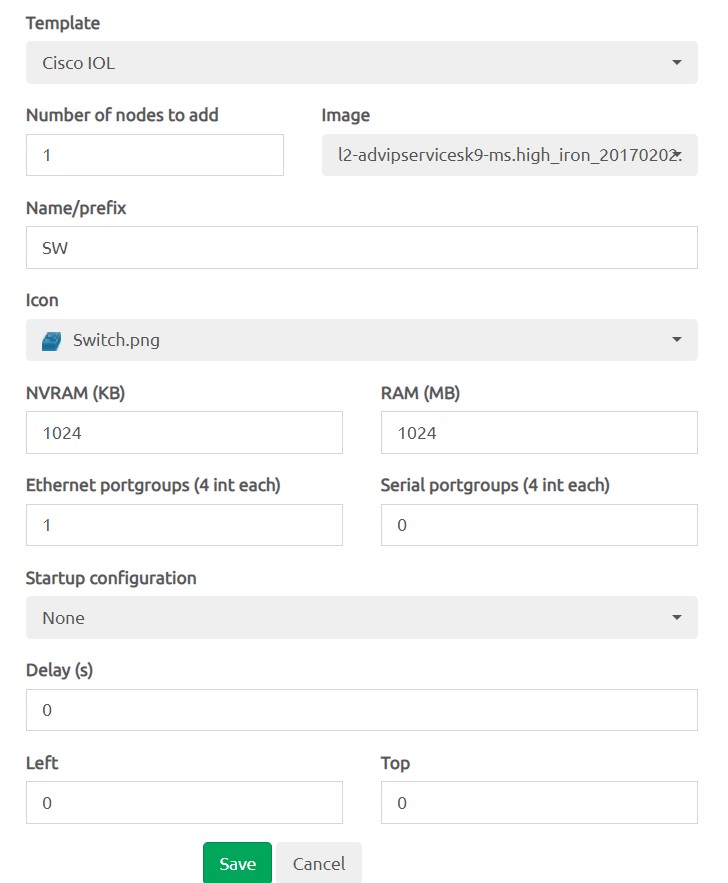 Template
Cisco IOL
Number of nodes to add
Image
1
l2-advipservicesk9-ms.high_iron_20170202.
Name/prefix
SW
Icon
Switch.png
NVRAM (KB)
RAM (MB)
1024
1024
Ethernet portgroups (4 int each)
Serial portgroups (4 int each)
1
0
Startup configuration
None
Delay (s)
0
Left
Top
0
0
Save
Cancel